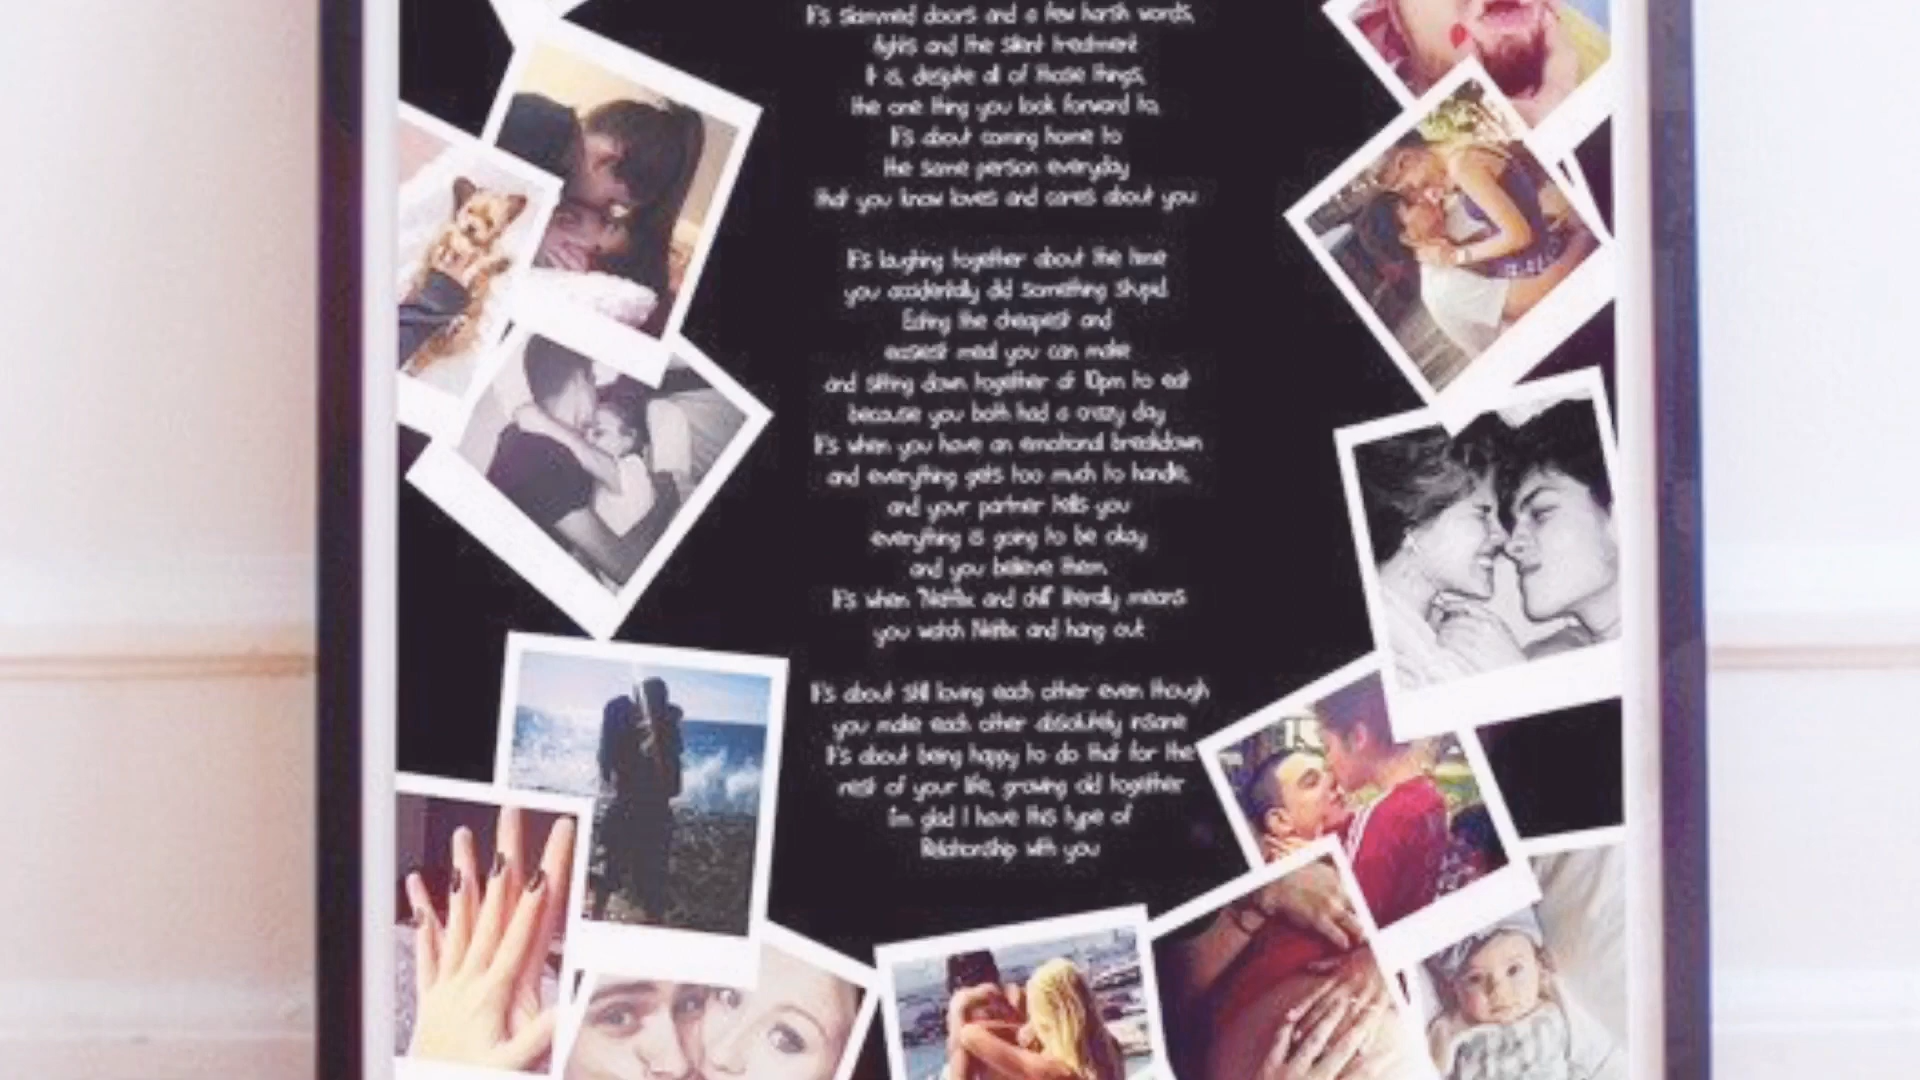 It's slammed doors and a few harsh words,
fights and the silent treatment
It is, despite all of those things,
the one thing you look forward to.
It's about coming home to
the same person everyday
that you know loves and cares about you
It's laughing together about the time
you accidentally did something stupid.
Eating the cheapest and
easiest meal you can make
and sitting down together at 10pm to eat
because you both had a crazy day
It's when you have an emotional breakdown
and everything gets too much to handle,
and your partner tells you
everything is going to be okay
and you believe them.
It's when "Netflix and chill" literally means
you watch Netflix and hang out
It's about still loving each other even though
you make each other absolutely insane
It's about being happy to do that for the
rest of your life, growing old together
I'm glad I have this type of
Relationship with you